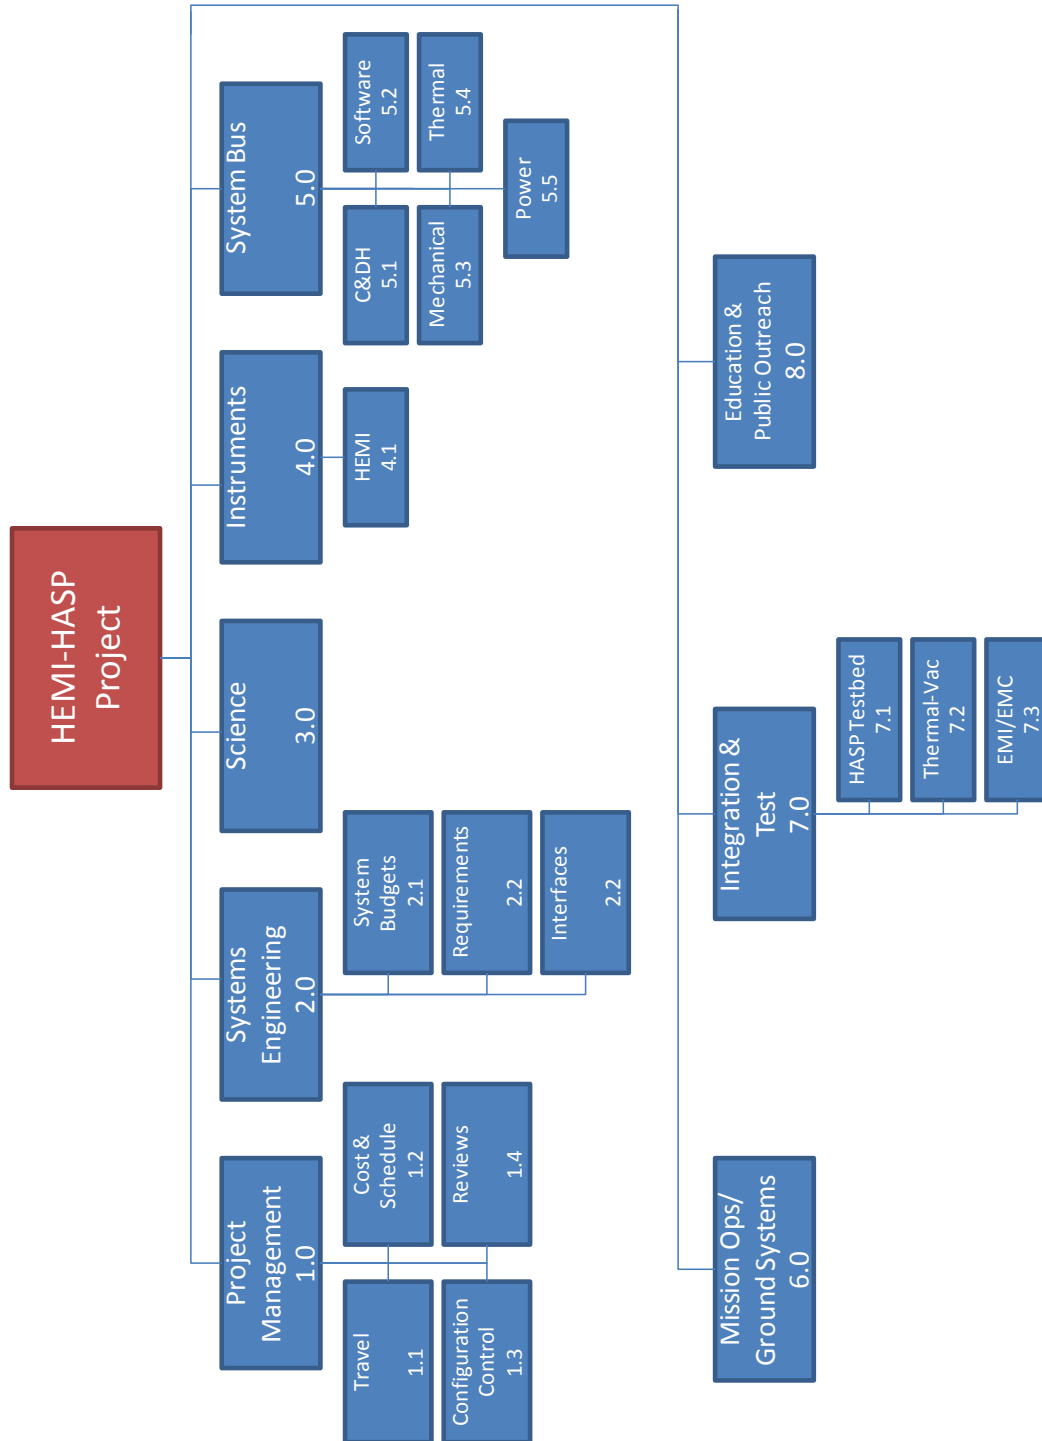 HEMI-HASP
Project
Project
Management
1.0
Travel
1.1
Cost &
Schedule
1.2
Configuration
Control
1.3
Reviews
1.4
Systems
Engineering
2.0
System
Budgets
2.1
Requirements
2.2
Interfaces
2.2
Science
3.0
Instruments
4.0
HEMI
4.1
System Bus
5.0
C&DH
5.1
Software
5.2
Mechanical
5.3
Thermal
5.4
Power
5.5
Mission Ops/
Ground Systems
6.0
Integration &
Test
7.0
HASP Testbed
7.1
Thermal-Vac
7.2
EMI/EMC
7.3
Education &
Public Outreach
8.0